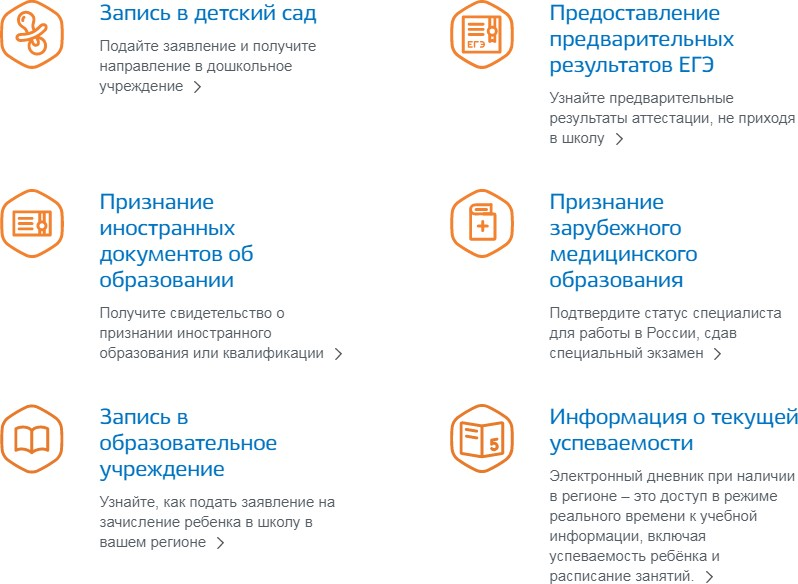 Запись в детский сад
Подайте заявление и получите
направление в дошкольное
учреждение
Предоставление
предварительных
результатов ЕГЭ
ЕГЭ
Узнайте предварительные
результаты аттестации, не приходя
в школу
Признание
иностранных
документов об
образовании
Получите свидетельство о
признании иностранного
образования или квалификации
Признание
зарубежного
медицинского
образования
Подтвердите статус специалиста
для работы в России, сдав
специальный экзамен
Запись в
образовательное
учреждение
Узнайте, как подать заявление на
зачисление ребенка в школу в
вашем регионе
Информация о текущей
успеваемости
5
Электронный дневник при наличии
в регионе – это доступ в режиме
реального времени к учебной
информации, включая
успеваемость ребёнка и
расписание занятий.